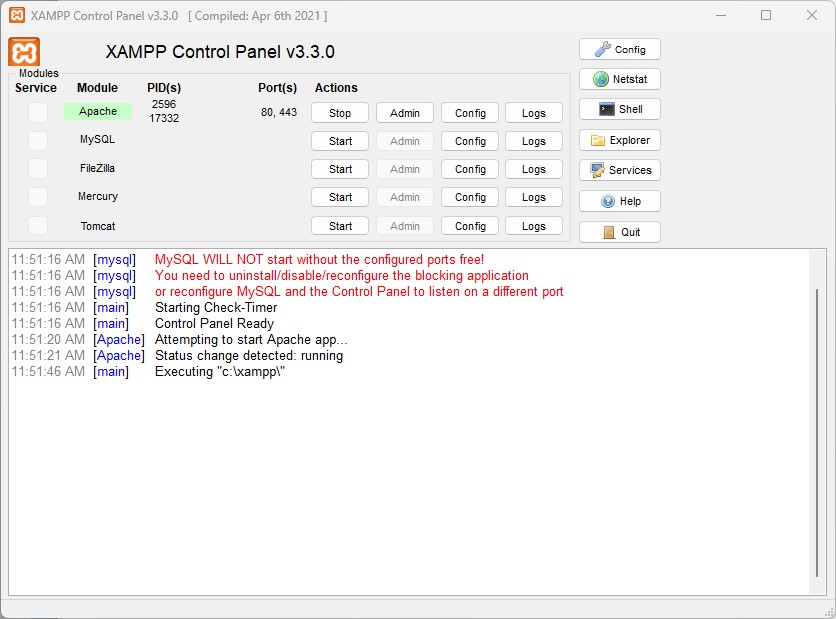 XAMPP Control Panel v3.3.0 [ Compiled: Apr 6th 2021 ]
XAMPP Control Panel v3.3.0
Modules
Service Module PID(s) Port(s) Actions
Apache 2596 17332 80, 443 Stop Admin Config Logs
MySQL Start Admin Config Logs
FileZilla Start Admin Config Logs
Mercury Start Admin Config Logs
Tomcat Start Admin Config Logs
Config
Netstat
Shell
Explorer
Services
Help
Quit
11:51:16 AM [mysql] MySQL WILL NOT start without the configured ports free!
11:51:16 AM [mysql] You need to uninstall/disable/reconfigure the blocking application
11:51:16 AM [mysql] or reconfigure MySQL and the Control Panel to listen on a different port
11:51:16 AM [main] Starting Check-Timer
11:51:16 AM [main] Control Panel Ready
11:51:20 AM [Apache] Attempting to start Apache app...
11:51:21 AM [Apache] Status change detected: running
11:51:46 AM [main] Executing "c:\xampp\"